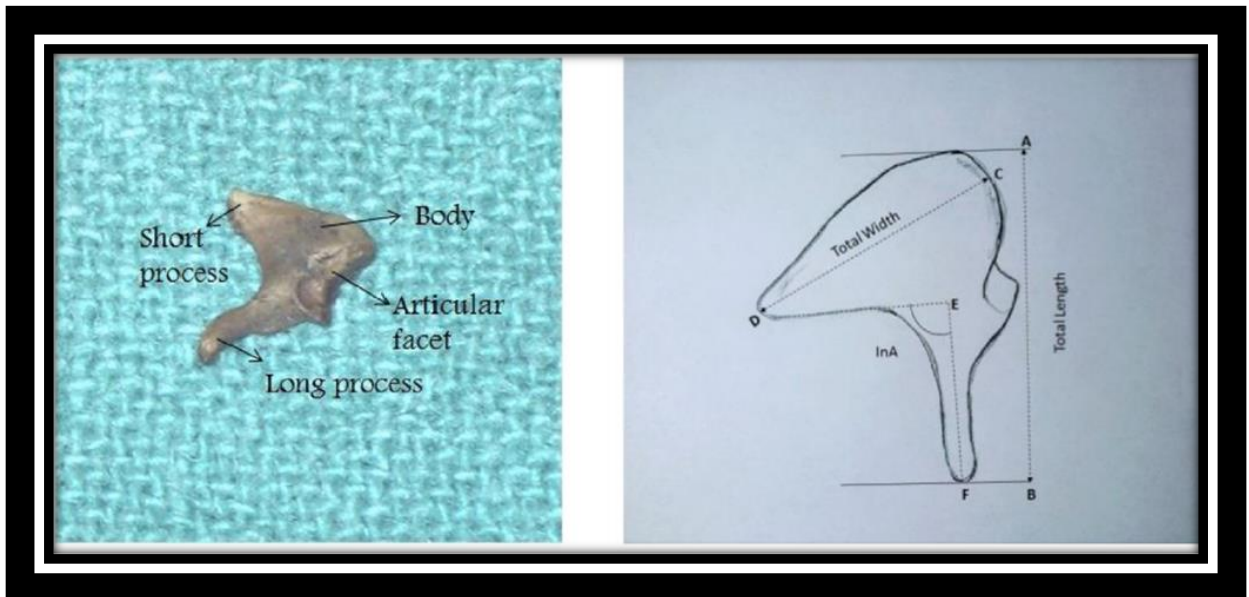 Short
process
Body
Articular
facet
Long process
A
C
Total Width
D
E
InA
Total Length
F
B